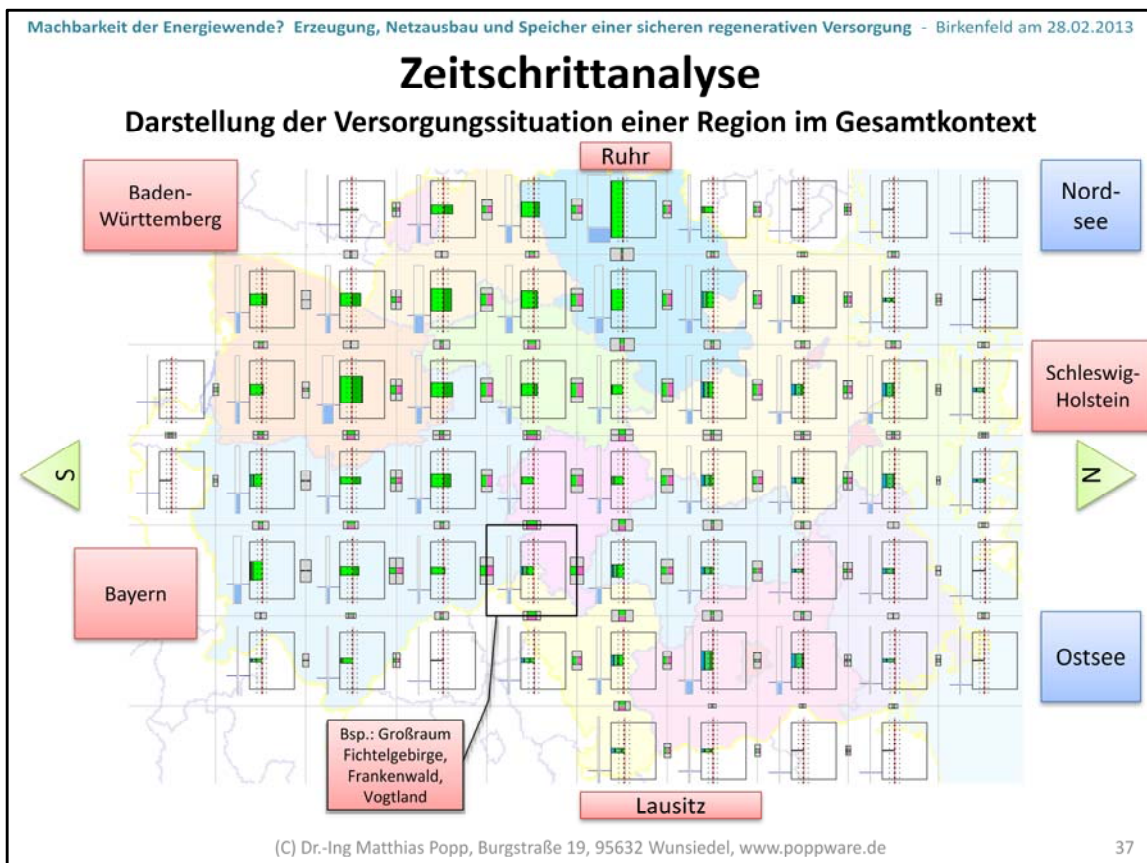 Machbarkeit der Energiewende? Erzeugung, Netzausbau und Speicher einer sicheren regenerativen Versorgung - Birkenfeld am 28.02.2013
Zeitschrittanalyse
Darstellung der Versorgungssituation einer Region im Gesamtkontext
Ruhr
Baden-
Württemberg
Nord-
see
Schleswig-
Holstein
S
N
Bayern
Ostsee
Bsp.: Großraum
Fichtelgebirge,
Frankenwald,
Vogtland
Lausitz
(C) Dr.-Ing Matthias Popp, Burgstraße 19, 95632 Wunsiedel, www.poppware.de
37